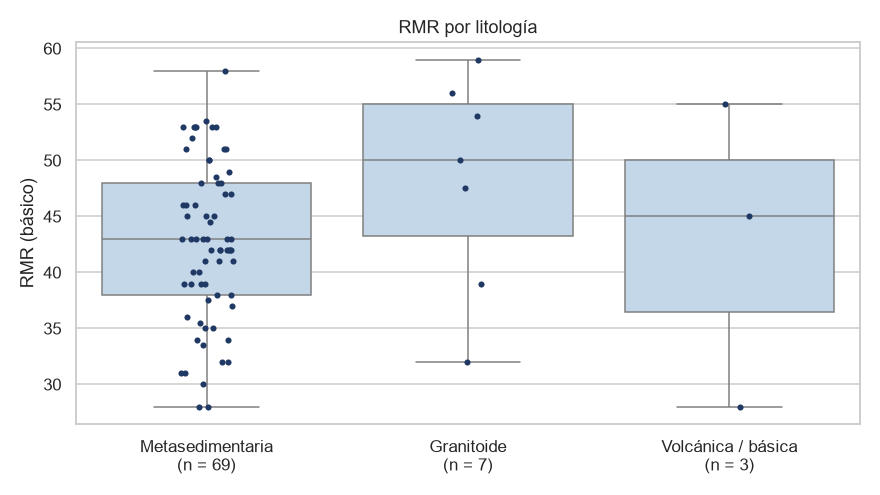 RMR por litología
RMR (básico)
60
55
50
45
40
35
30
Metasedimentaria
(n = 69)
Granitoide
(n = 7)
Volcánica / básica
(n = 3)